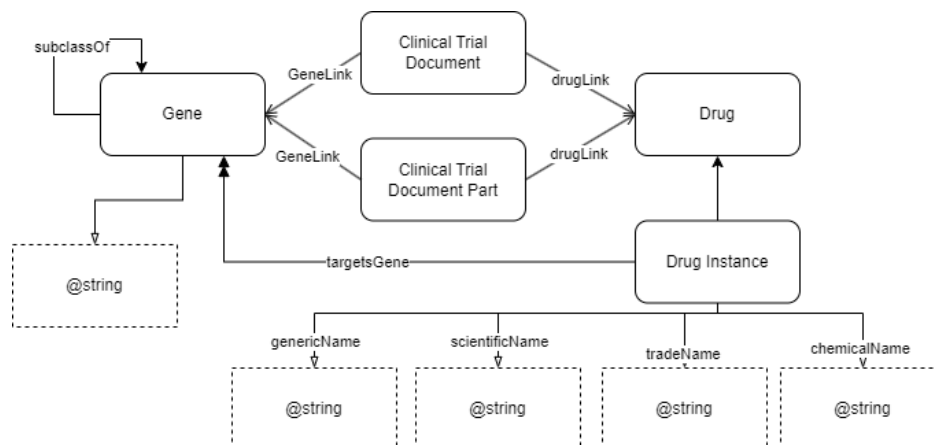 subclassOf
Gene
GeneLink
GeneLink
Clinical Trial
Document
Clinical Trial
Document Part
drugLink
drugLink
Drug
@string
targetsGene
Drug Instance
genericName
scientificName
tradeName
chemicalName
@string
@string
@string
@string